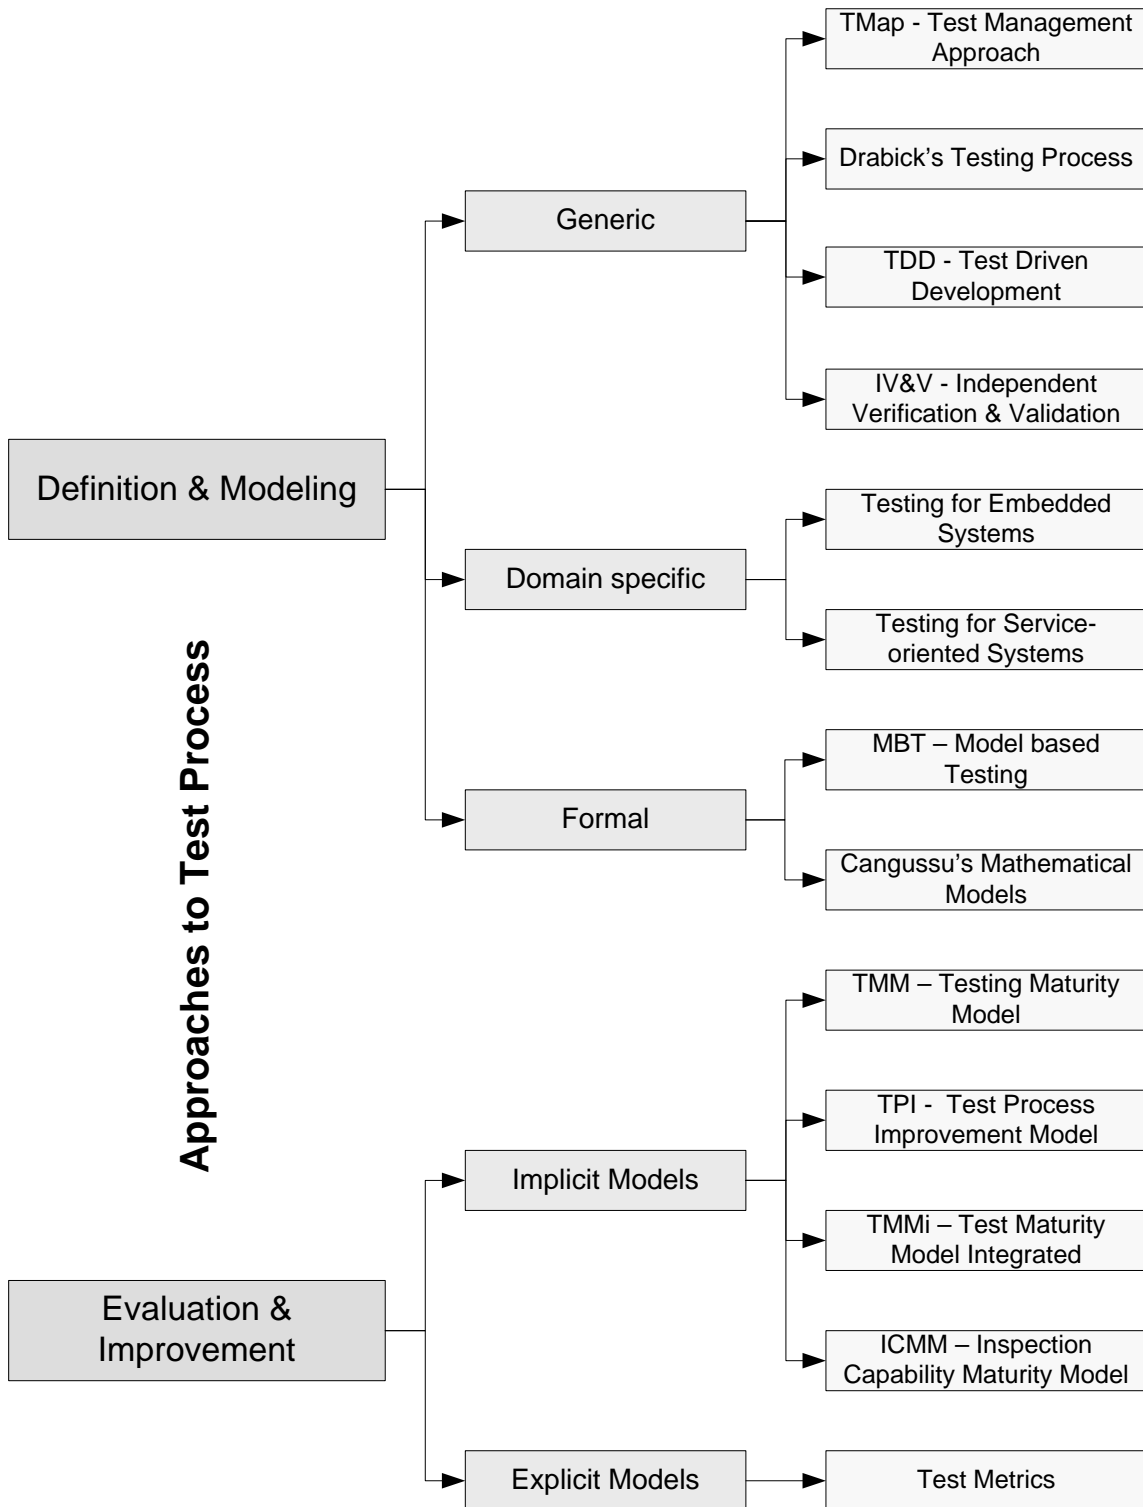 TMap - Test Management
Approach
Drabick’s Testing Process
Generic
TDD - Test Driven
Development
IV&V - Independent
Verification & Validation
Definition & Modeling
Testing for Embedded
Systems
Domain specific
Testing for Service-
oriented Systems
MBT – Model based
Testing
Formal
Cangussu’s Mathematical
Models
Approaches to Test Process
TMM – Testing Maturity
Model
TPI -  Test Process
Improvement Model
Implicit Models
TMMi – Test Maturity
Model Integrated
Evaluation &
Improvement
ICMM – Inspection
Capability Maturity Model
Explicit Models
Test Metrics